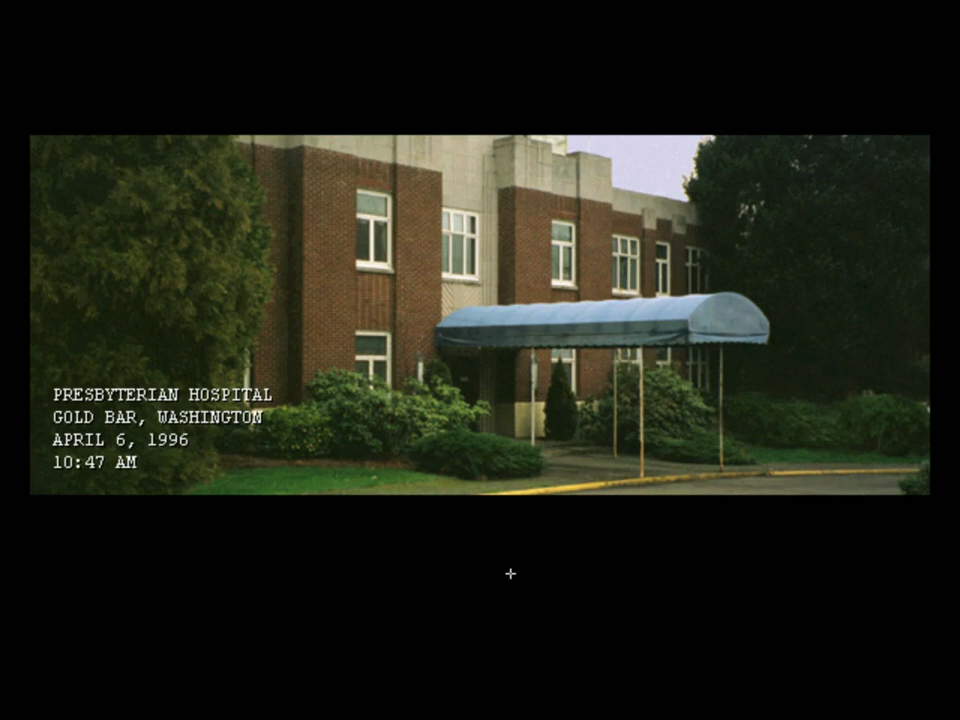 PRESBYTERIAN HOSPITAL
GOLD BAR, WASHINGTON
APRIL 6, 1996
10:47 AM